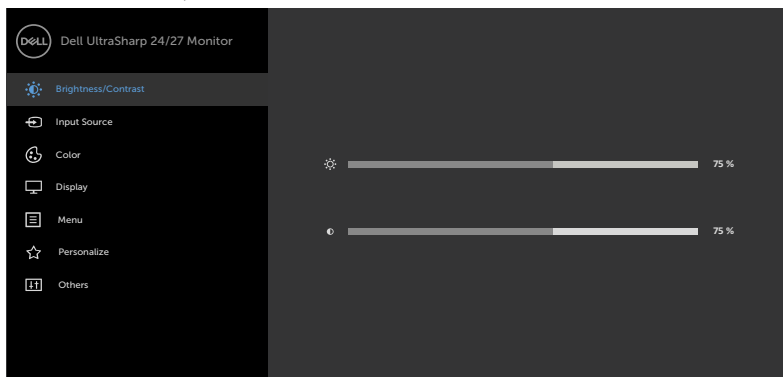 DELL Dell UltraSharp 24/27 Monitor
Brightness/Contrast
Input Source
Color
75 %
Display
Menu
75 %
Personalize
Others